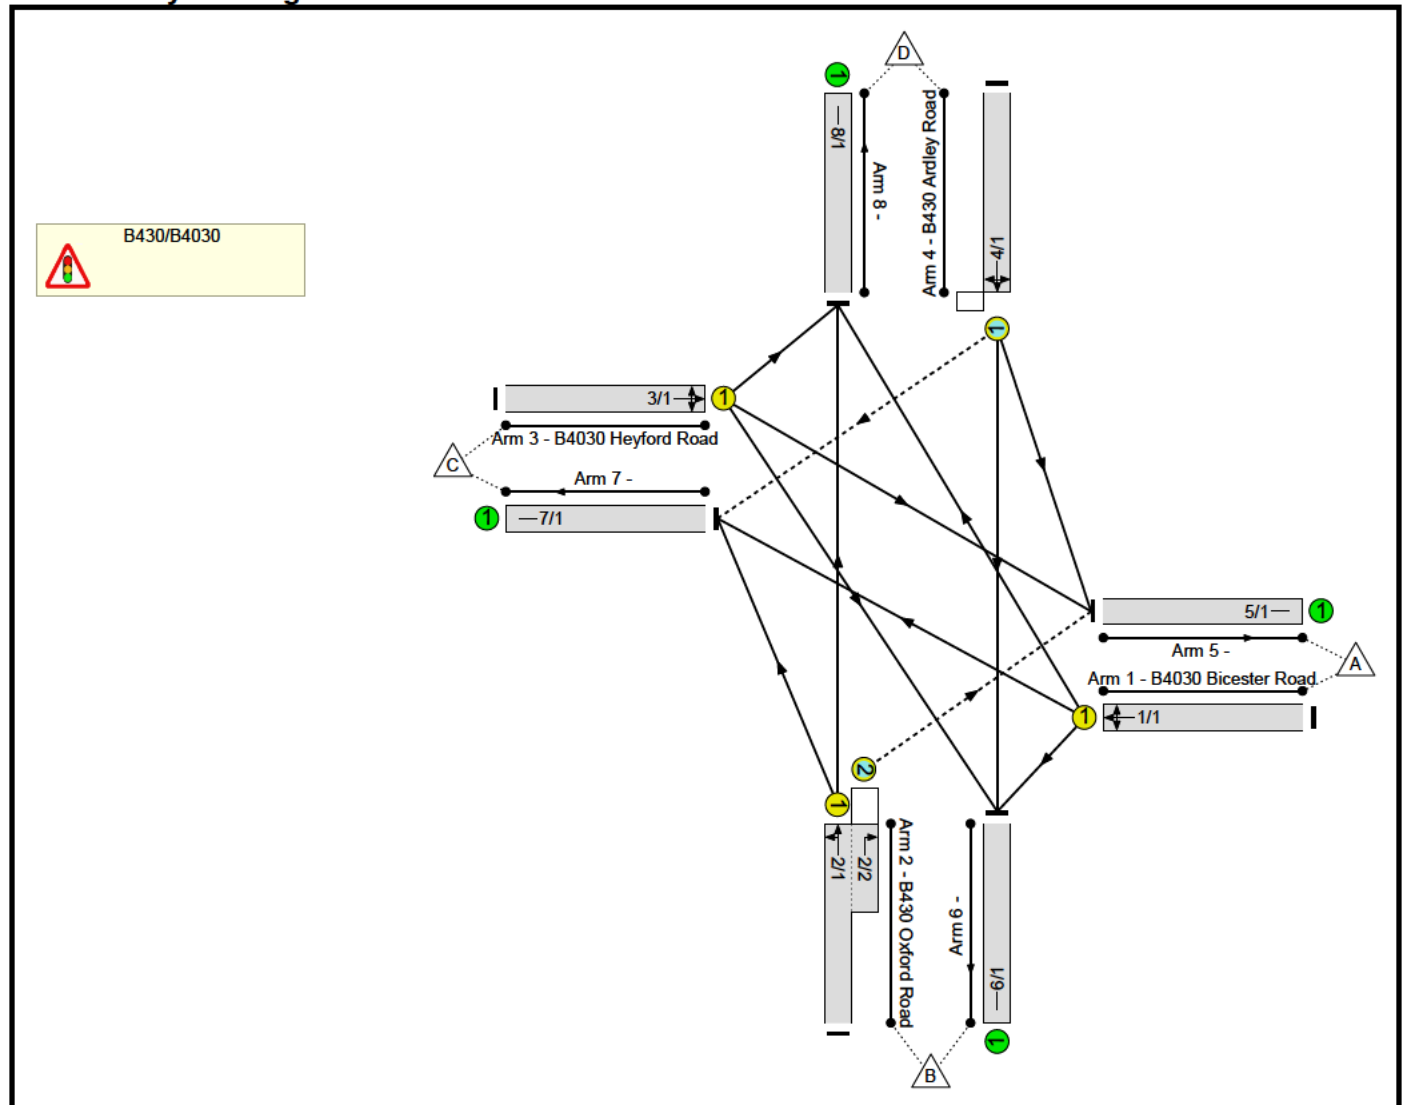 D
1
8/1
Arm 8 -
Arm 4 - B430 Ardley Road
4/1
B430/B4030
1
3/1
1
Arm 3 - B4030 Heyford Road
C
Arm 7 -
1
7/1
5/1
1
Arm 5 -
A
Arm 1 - B4030 Bicester Road
1
1/1
2
1
2/1
2/2
Arm 2 - B430 Oxford Road
Arm 6 -
6/1
1
B